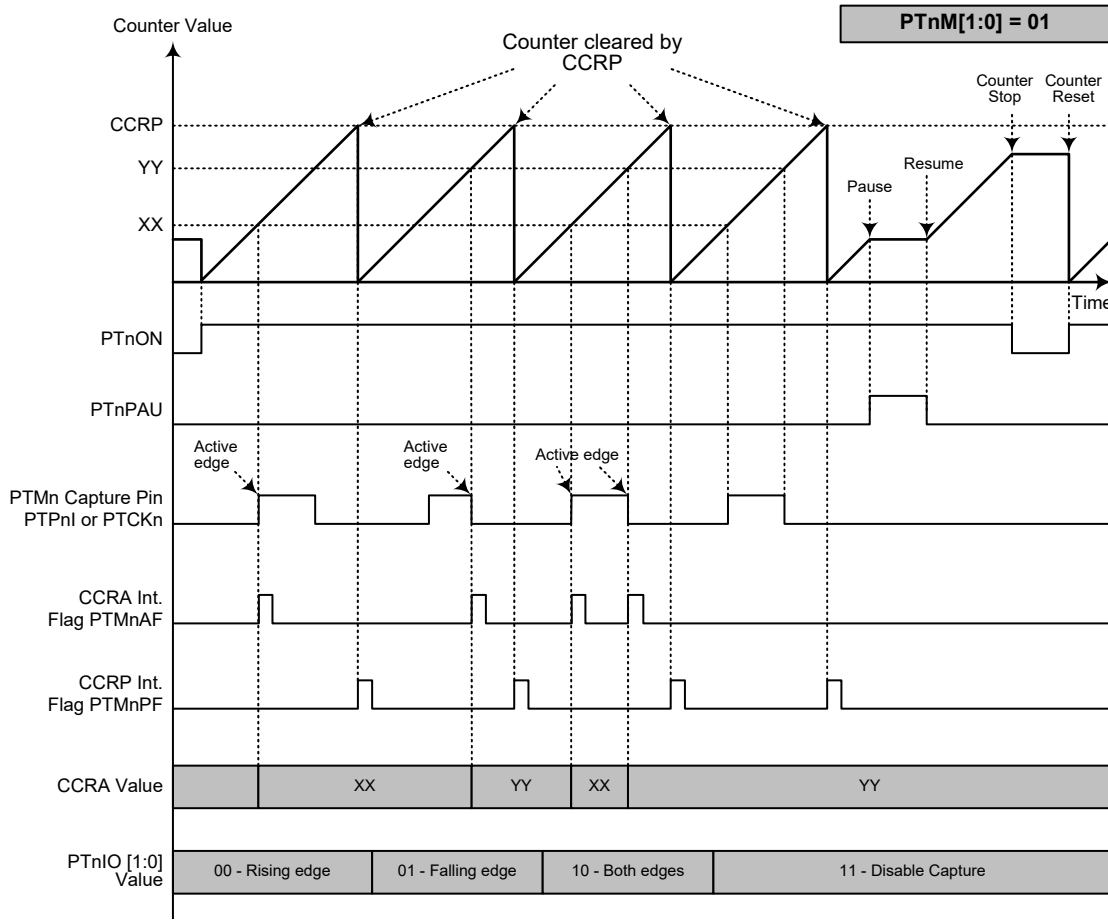 PTnM[1:0] = 01
Counter Value
Counter cleared by
CCRP
Counter
Stop
Counter
Reset
CCRP
YY
XX
Pause
Resume
Time
PTnON
PTnPAU
Active
edge
Active
edge
Active edge
PTMn Capture Pin
PTPnI or PTCKn
CCRA Int.
Flag PTMnAF
CCRP Int.
Flag PTMnPF
CCRA Value
XX
YY
XX
YY
PTnIO [1:0]
Value
00 - Rising edge
01 - Falling edge
10 - Both edges
11 - Disable Capture